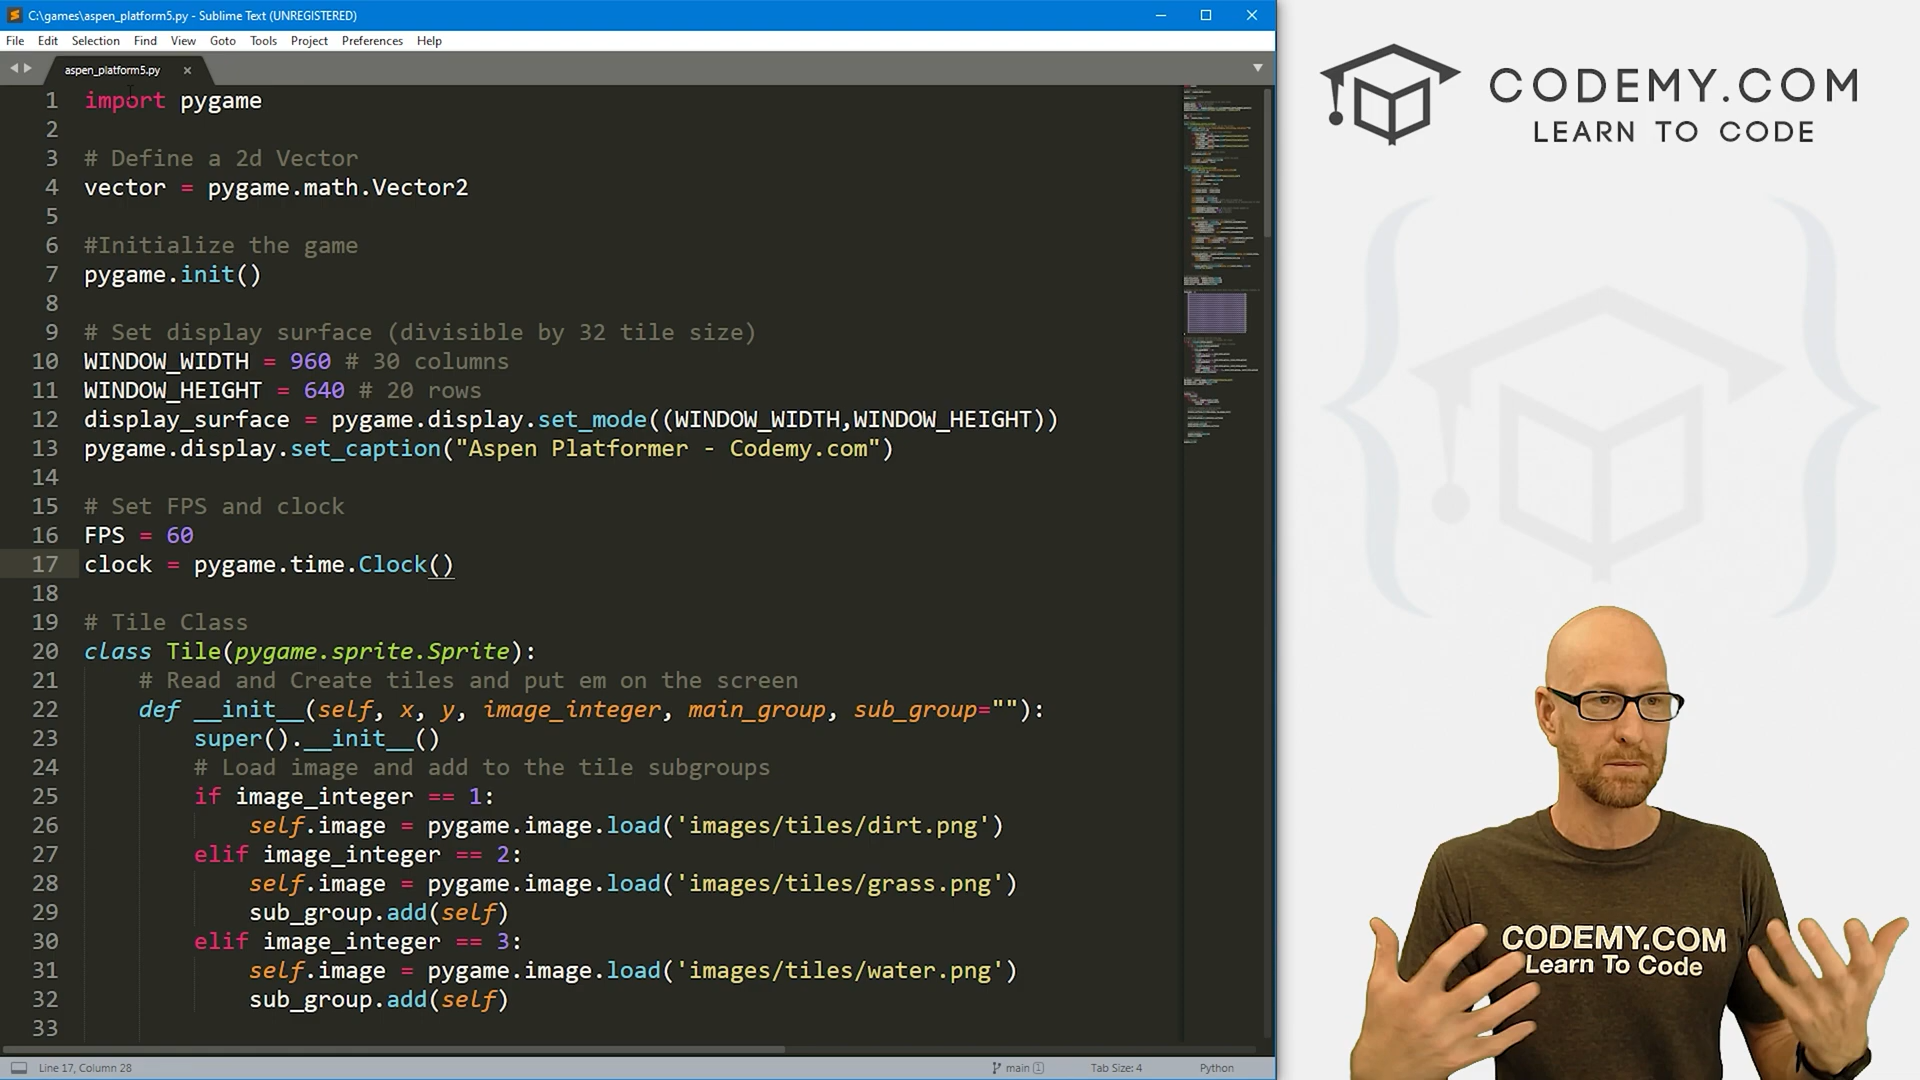 C:\games\aspen_platform5.py - Sublime Text (UNREGISTERED)
File Edit Selection Find View Goto Tools Project Preferences Help
aspen_platform5.py
1 import pygame
2
3 # Define a 2d Vector
4 vector = pygame.math.Vector2
5
6 #Initialize the game
7 pygame.init()
8
9 # Set display surface (divisible by 32 tile size)
10 WINDOW_WIDTH = 960 # 30 columns
11 WINDOW_HEIGHT = 640 # 20 rows
12 display_surface = pygame.display.set_mode((WINDOW_WIDTH,WINDOW_HEIGHT))
13 pygame.display.set_caption("Aspen Platformer - Codemy.com")
14
15 # Set FPS and clock
16 FPS = 60
17 clock = pygame.time.Clock()
18
19 # Tile Class
20 class Tile(pygame.sprite.Sprite):
21 # Read and Create tiles and put em on the screen
22 def __init__(self, x, y, image_integer, main_group, sub_group=""):
23 super().__init__()
24 # Load image and add to the tile subgroups
25 if image_integer == 1:
26 self.image = pygame.image.load('images/tiles/dirt.png')
27 elif image_integer == 2:
28 self.image = pygame.image.load('images/tiles/grass.png')
29 sub_group.add(self)
30 elif image_integer == 3:
31 self.image = pygame.image.load('images/tiles/water.png')
32 sub_group.add(self)
33
Line 17, Column 28
main 1
Tab Size: 4
Python
CODEMY.COM
LEARN TO CODE
CODEMY.COM
Learn To Code